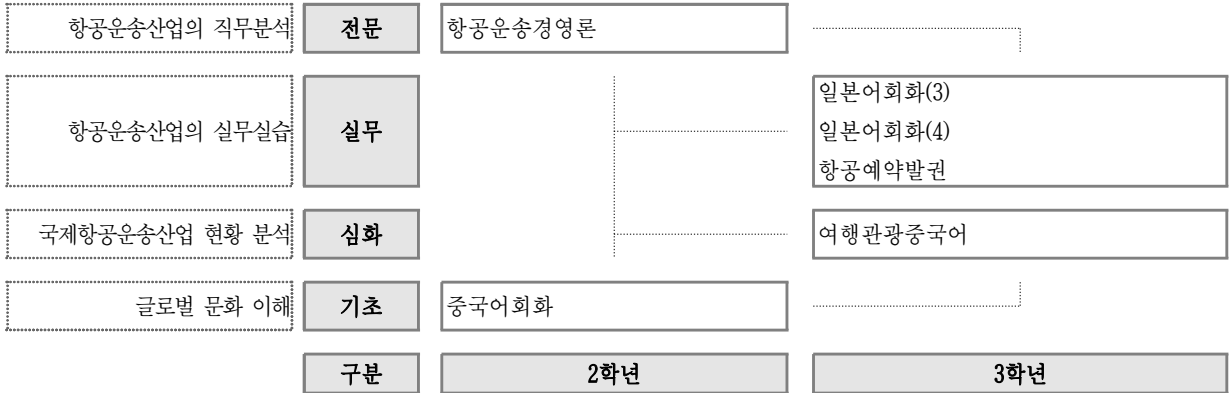 항공운송산업의 직무분석 전문 항공운송경영론
항공운송산업의 실무실습 실무 일본어회화(3)
일본어회화(4)
항공예약발권
국제항공운송산업 현황 분석 심화 여행관광중국어
글로벌 문화 이해 기초 중국어회화
구분 2학년 3학년